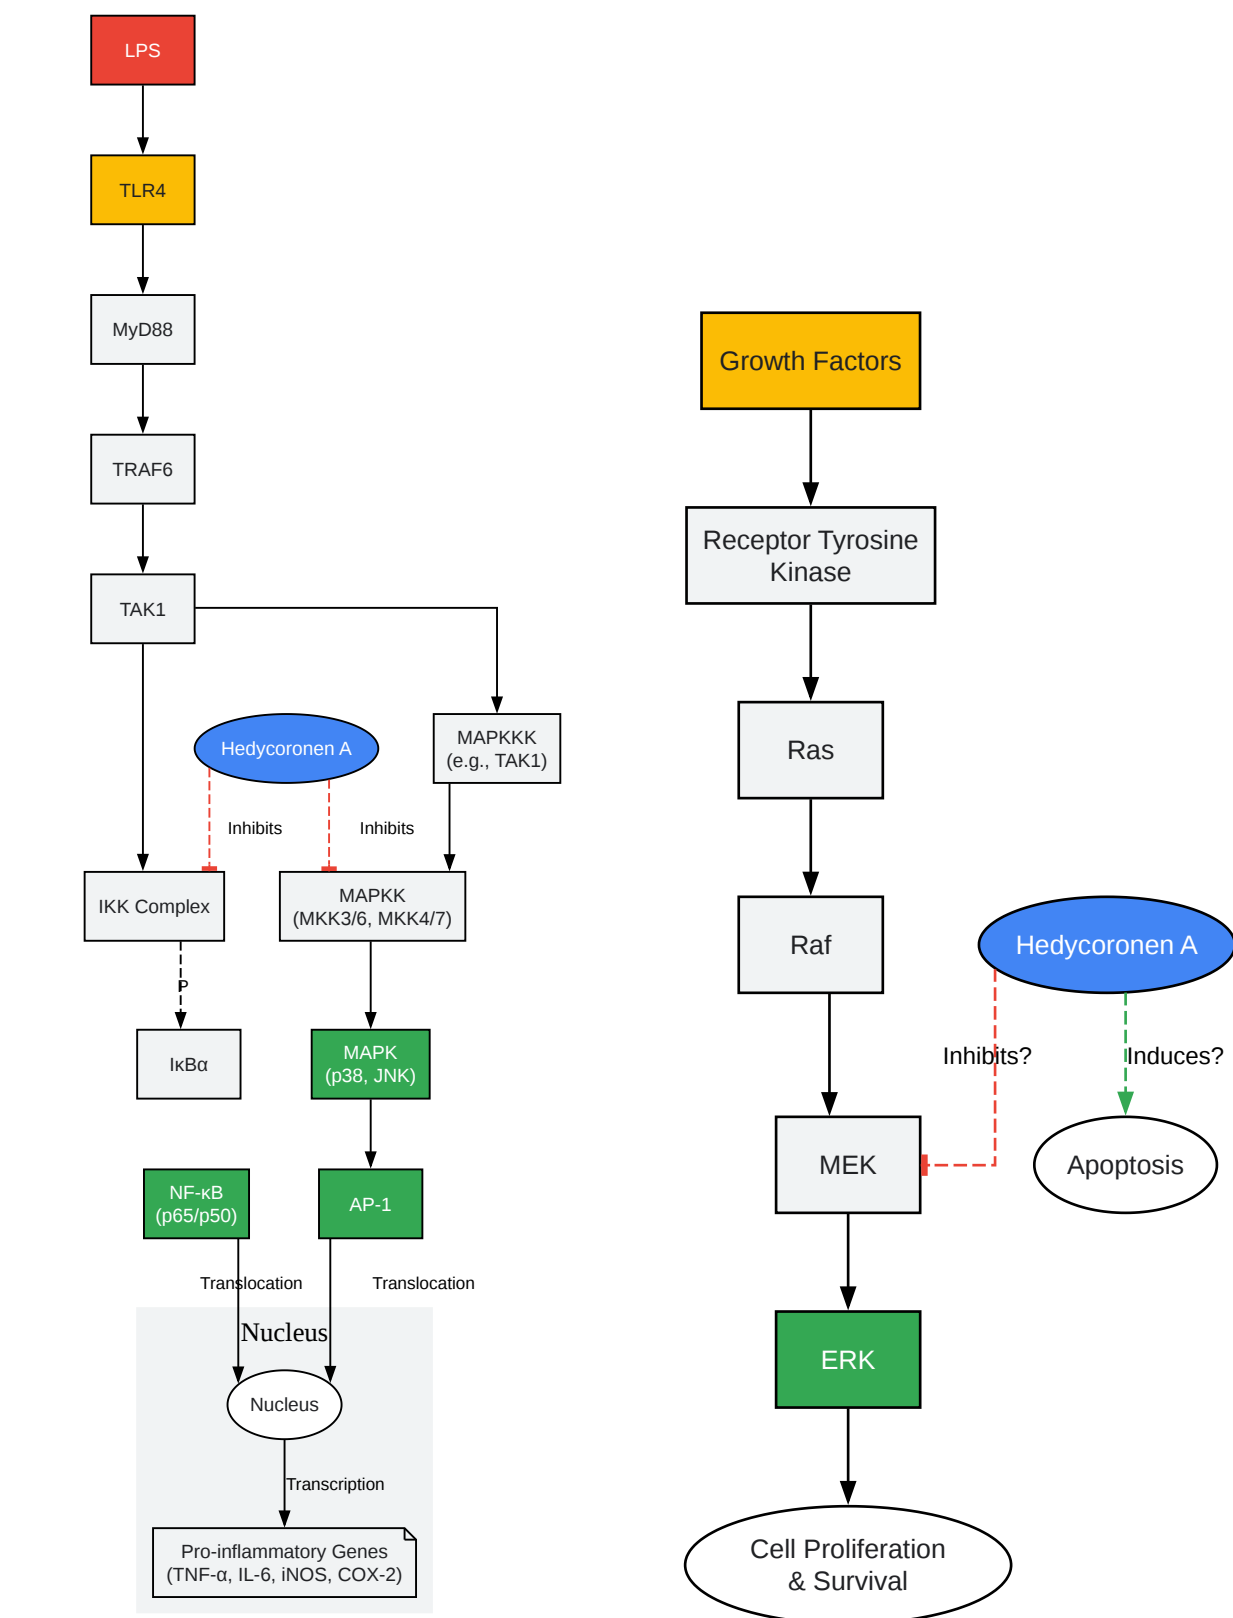 LPS
TLR4
MyD88
TRAF6
TAK1
Hedycoronen A
MAPKKK
(e.g., TAK1)
Inhibits
Inhibits
IKK Complex
MAPKK
(MKK3/6, MKK4/7)
P
IκBα
MAPK
(p38, JNK)
NF-κB
(p65/p50)
AP-1
Translocation
Translocation
Nucleus
Nucleus
Transcription
Pro-inflammatory Genes
(TNF-α, IL-6, iNOS, COX-2)
Growth Factors
Receptor Tyrosine
Kinase
Ras
Raf
Hedycoronen A
Inhibits?
Induces?
MEK
Apoptosis
ERK
Cell Proliferation
& Survival